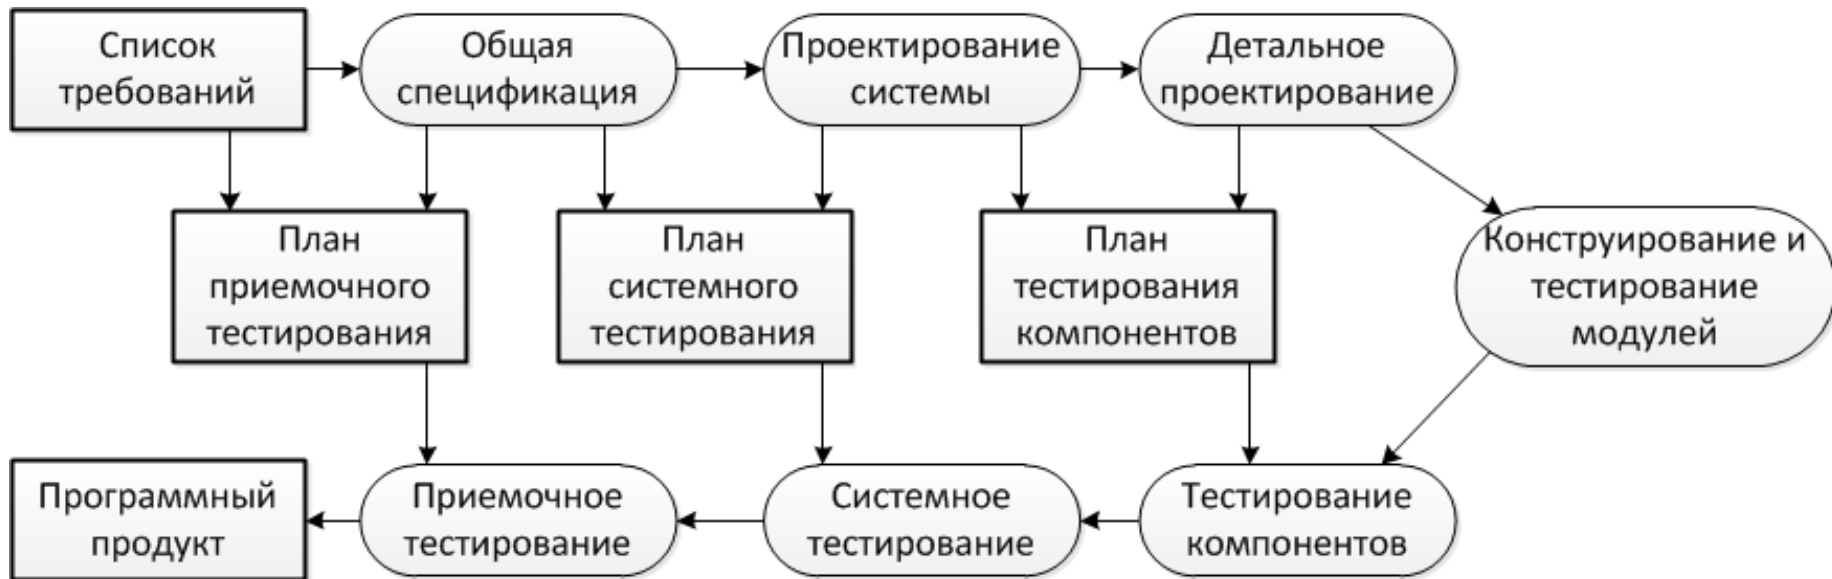 Список
требований
Общая
спецификация
Проектирование
системы
Детальное
проектирование
План
приемочного
тестирования
План
системного
тестирования
План
тестирования
компонентов
Конструирование и
тестирование
модулей
Программный
продукт
Приемочное
тестирование
Системное
тестирование
Тестирование
компонентов